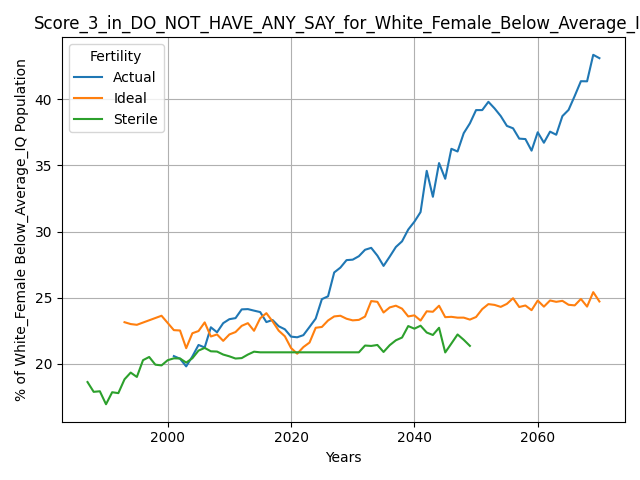 Score_3_in_DO_NOT_HAVE_ANY_SAY_for_White_Female_Below_Average_I
Fertility
Actual
Ideal
Sterile
% of White_Female Below_Average_IQ Population
40
35
30
25
20
2000
2020
2040
2060
Years